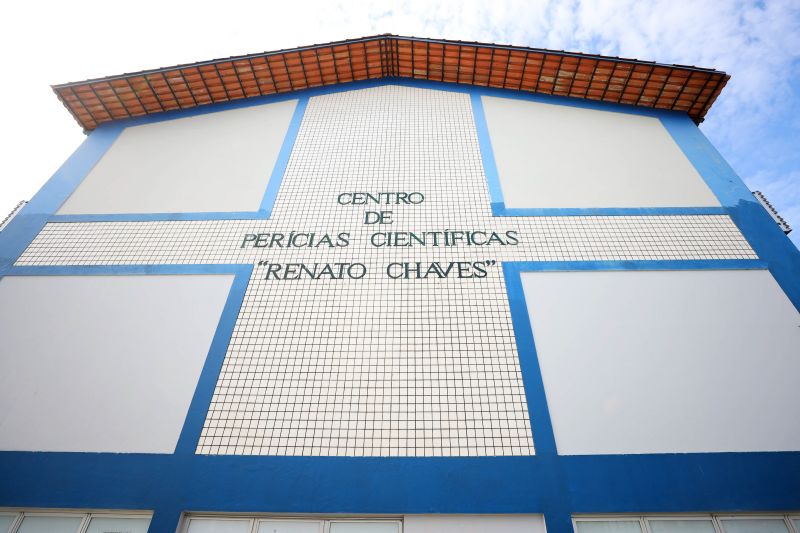 CENTRO
DE
PERÍCIAS CIENTÍFICAS
“RENATO CHAVES”